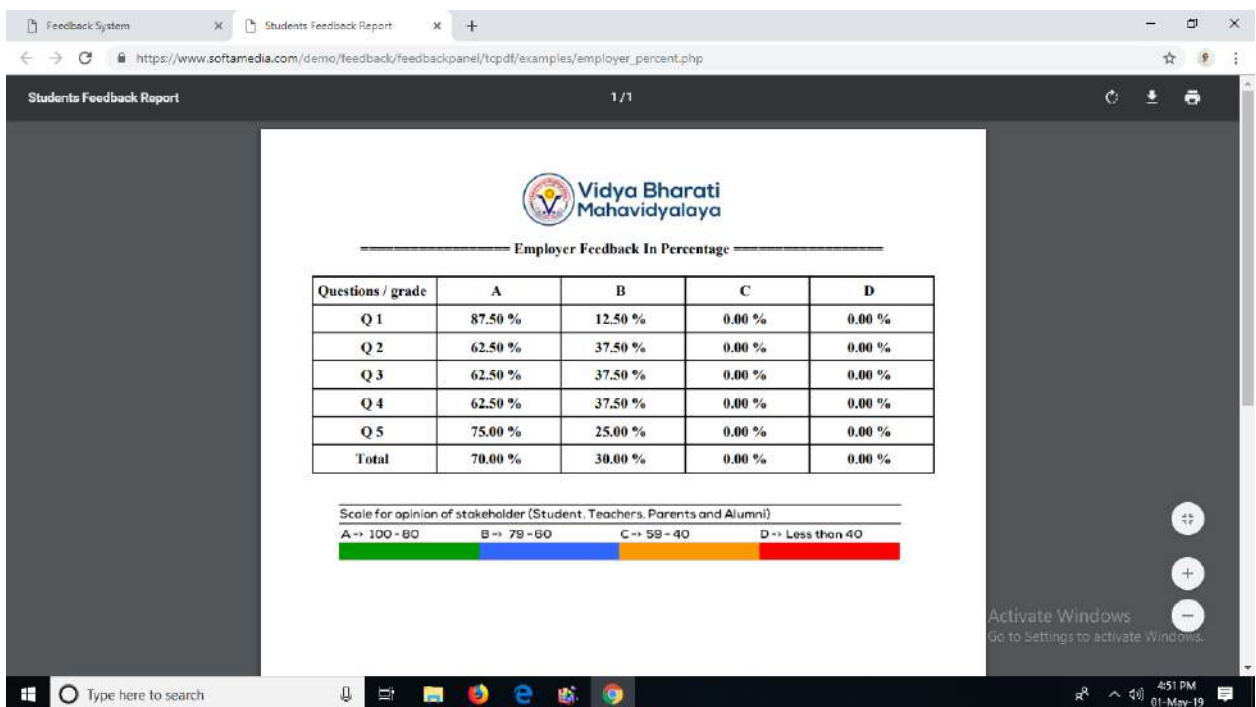 Feedback System
Students Feedback Report
https://www.softamedia.com/demo/feedback/feedbackpanel/tcpdf/examples/employer_percent.php
Students Feedback Report 1/1
Vidya Bharati
Mahavidyalaya
=================== Employer Feedback In Percentage ===================
Questions / grade A B C D
Q 1 87.50 % 12.50 % 0.00 % 0.00 %
Q 2 62.50 % 37.50 % 0.00 % 0.00 %
Q 3 62.50 % 37.50 % 0.00 % 0.00 %
Q 4 62.50 % 37.50 % 0.00 % 0.00 %
Q 5 75.00 % 25.00 % 0.00 % 0.00 %
Total 70.00 % 30.00 % 0.00 % 0.00 %
Scale for opinion of stakeholder (Student, Teachers, Parents and Alumni)
A -> 100 - 80 B -> 79 - 60 C -> 59 - 40 D -> Less than 40
Activate Windows
Go to Settings to activate Windows.
Type here to search
4:51 PM
01-May-19